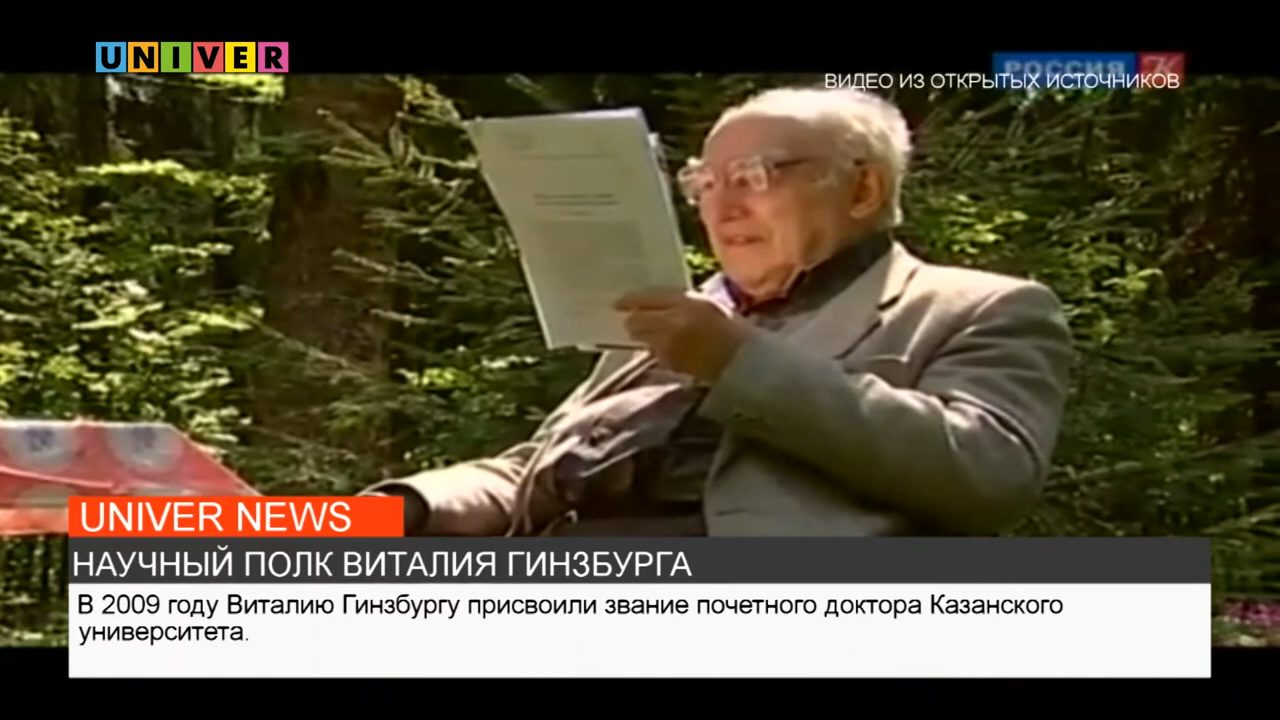 UNIVER
РОССИЯ К
ВИДЕО ИЗ ОТКРЫТЫХ ИСТОЧНИКОВ
UNIVER NEWS
НАУЧНЫЙ ПОЛК ВИТАЛИЯ ГИНЗБУРГА
В 2009 году Виталию Гинзбургу присвоили звание почетного доктора Казанского
университета.